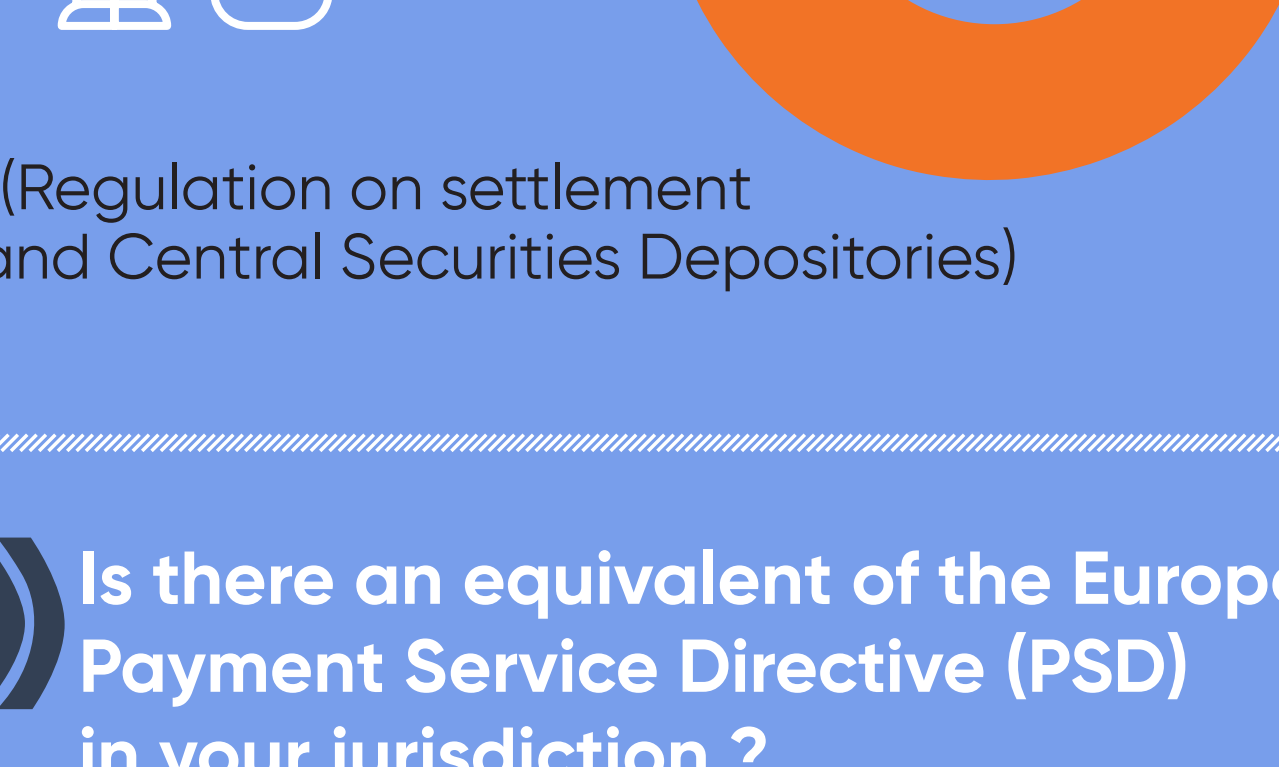 (Regulation on settlement
and Central Securities Depositories)
Is there an equivalent of the
Payment Service Directive (PSD)
in your jurisdiction ?